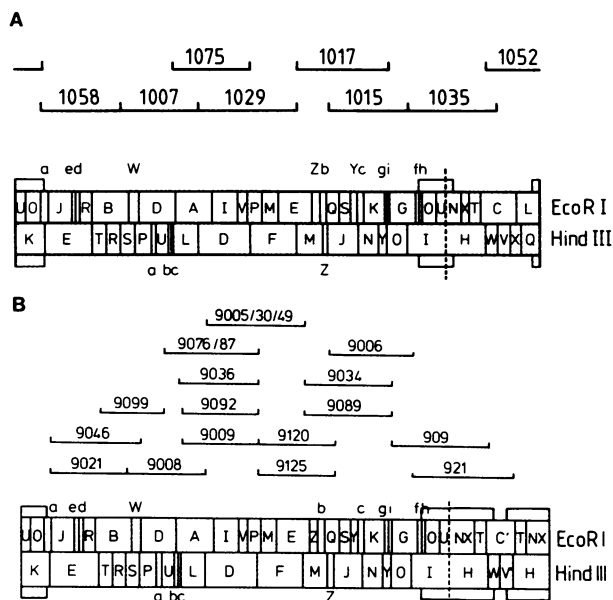 A
1075 1017 1052
1058 1007 1029 1015 1035
a ed W Zb Yc gi fh
U O J R B D A I V P M E Q S K G O U N X T C L EcoR I
K E T R S P U L D F M J N Y O I H W V X Q Hind III
a bc Z
B
9005/30/49
9076/87 9006
9036 9034
9099 9092 9089
9046 9009 9120 909
9021 9008 9125 921
a ed W b c gi fh
U O J R B D A I V P M E Z Q S Y K G O U N X T C' T N X EcoR I
K E T R S P U L D F M J N Y O I H W V' H Hind III
a bc Z